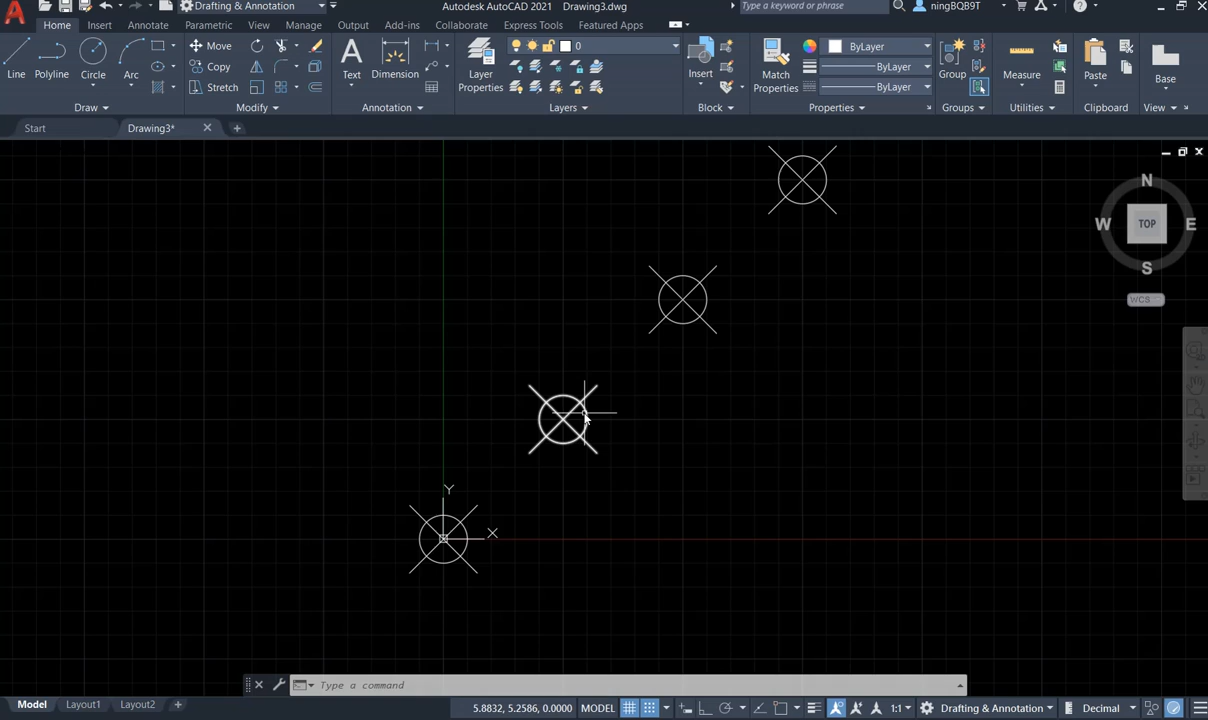 Drafting & Annotation Autodesk AutoCAD 2021 Drawing3.dwg Type a keyword or phrase ningBQB9T
Home Insert Annotate Parametric View Manage Output Add-ins Collaborate Express Tools Featured Apps
Line Polyline Circle Arc Move Copy Stretch Text Dimension Layer Properties 0 Insert Match Properties ByLayer ByLayer ByLayer Group Measure Paste Base
Draw Modify Annotation Layers Block Properties Groups Utilities Clipboard View
Start Drawing3*
N
W TOP E
S
WCS
Y
X
Type a command
Model Layout1 Layout2 5.8832, 5.2586, 0.0000 MODEL 1:1 Drafting & Annotation Decimal